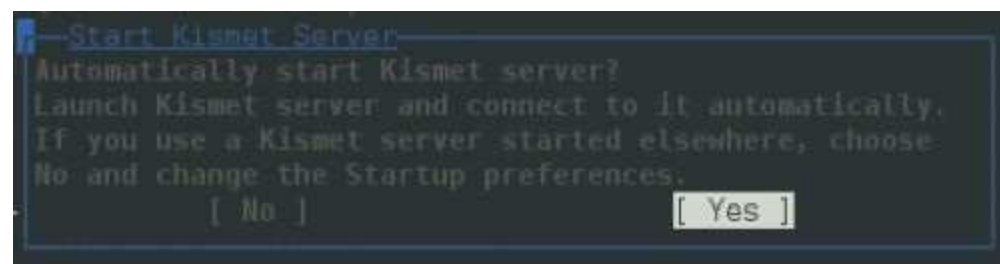 Start Kismet Server
Automatically start Kismet server?
Launch Kismet server and connect to it automatically.
If you use a Kismet server started elsewhere, choose
No and change the Startup preferences.
[ No ] [ Yes ]